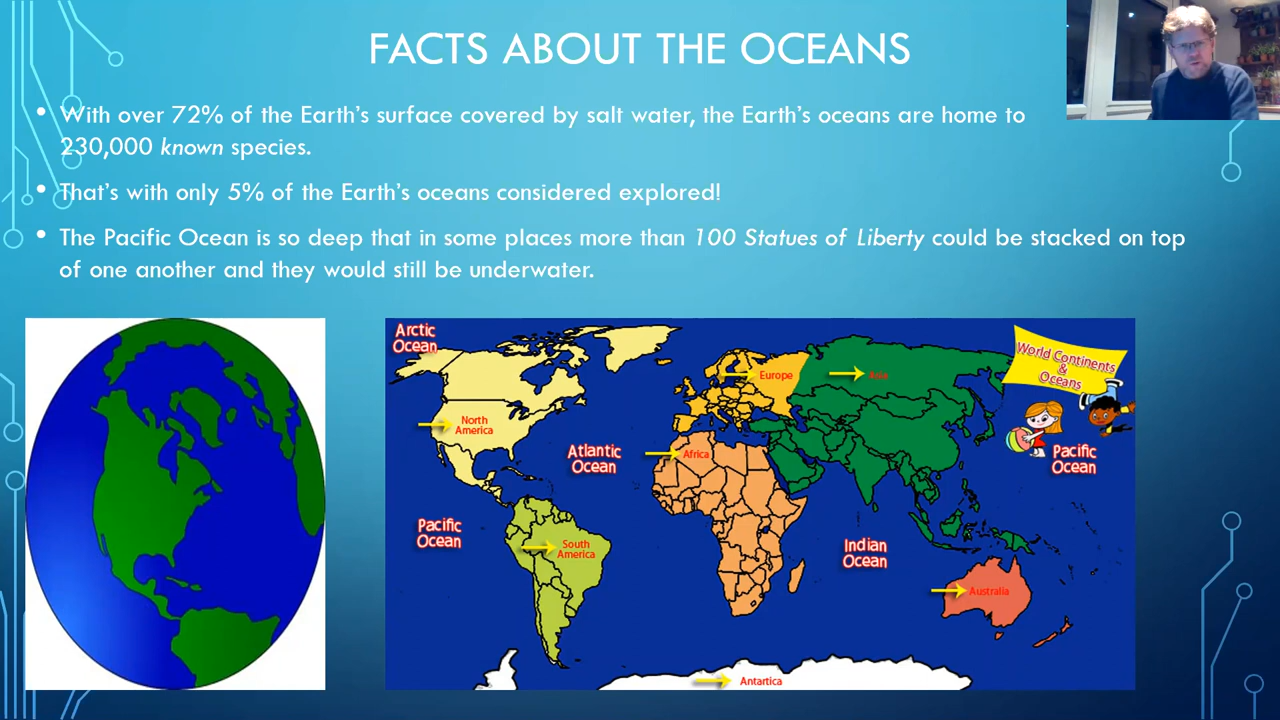 FACTS ABOUT THE OCEANS
• With over 72% of the Earth's surface covered by salt water, the Earth's oceans are home to
230,000 known species.
• That's with only 5% of the Earth's oceans considered explored!
• The Pacific Ocean is so deep that in some places more than 100 Statues of Liberty could be stacked on top
of one another and they would still be underwater.
Arctic
Ocean
World Continents
&
Oceans
Europe
Asia
North
America
Atlantic
Ocean
Africa
Pacific
Ocean
Pacific
Ocean
South
America
Indian
Ocean
Australia
Antartica